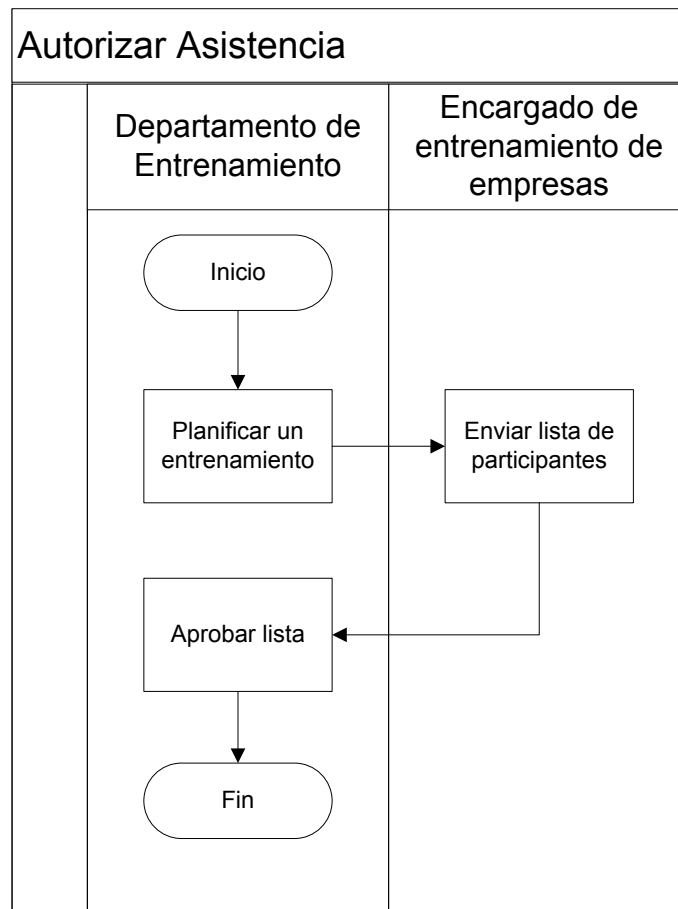 Autorizar Asistencia
Departamento de
Entrenamiento
Encargado de
entrenamiento de
empresas
Inicio
Planificar un
entrenamiento
Enviar lista de
participantes
Aprobar lista
Fin